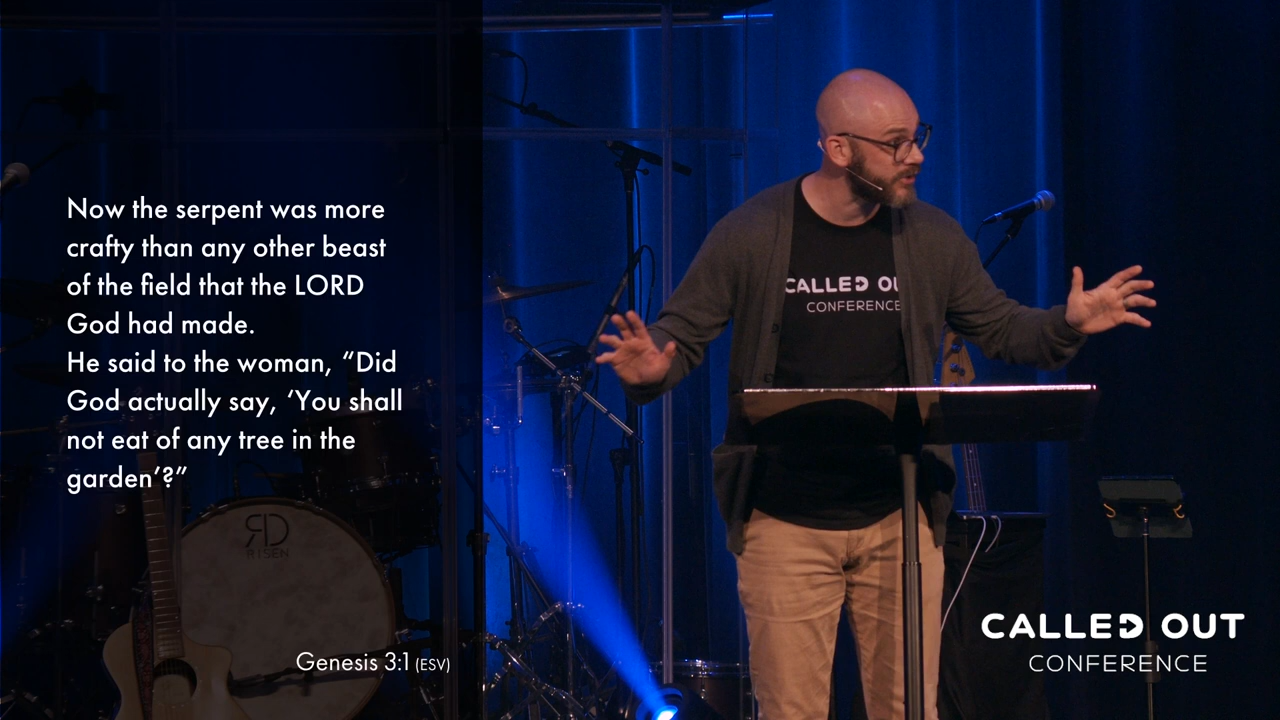 Now the serpent was more
crafty than any other beast
of the field that the LORD
God had made.
He said to the woman, “Did
God actually say, ‘You shall
not eat of any tree in the
garden’?”
Genesis 3:1 (ESV)
RISEN
CALLED OU
CONFERENCE
CALLED OUT
CONFERENCE